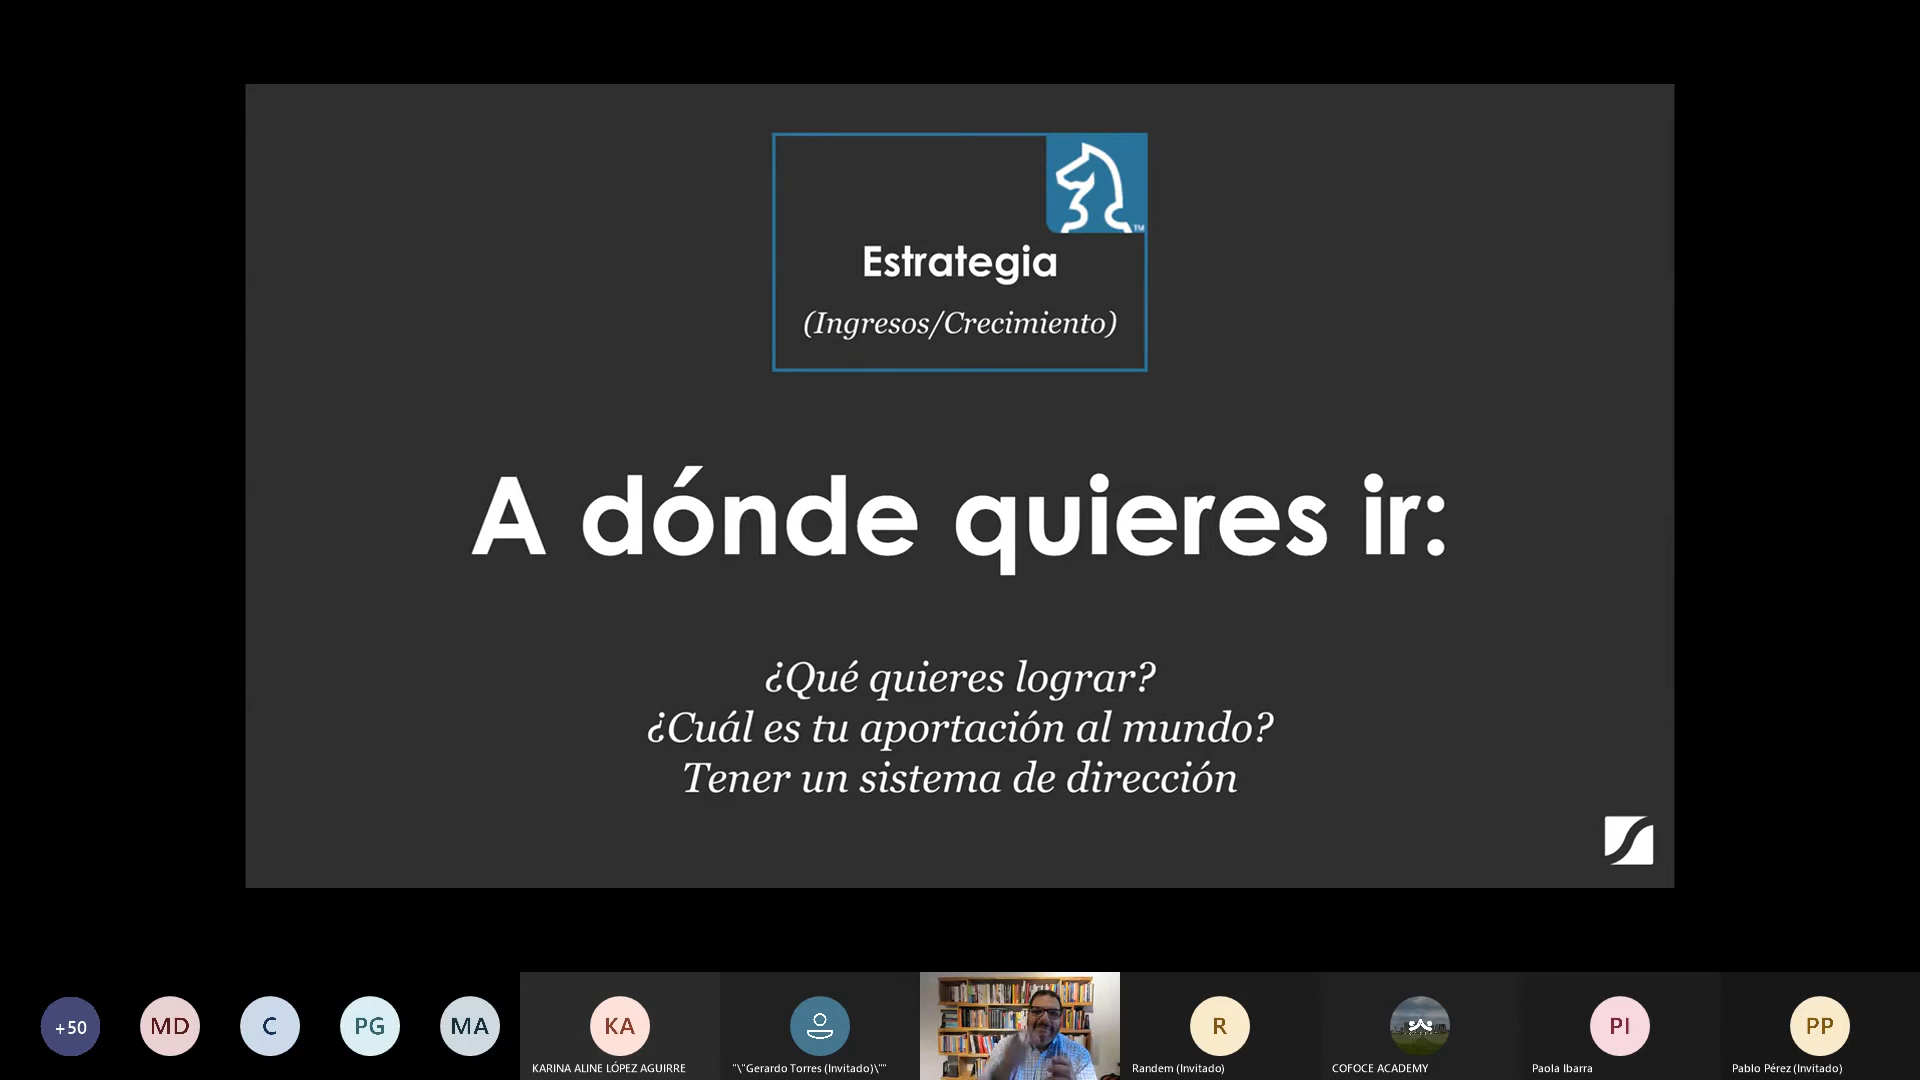 TM
Estrategia
(Ingresos/Crecimiento)
A dónde quieres ir:
¿Qué quieres lograr?
¿Cuál es tu aportación al mundo?
Tener un sistema de dirección
+50
MD
C
PG
MA
KA
R
PI
PP
KARINA ALINE LÓPEZ AGUIRRE
"\"Gerardo Torres (Invitado)\""
Randem (Invitado)
COFOCE ACADEMY
Paola Ibarra
Pablo Pérez (Invitado)